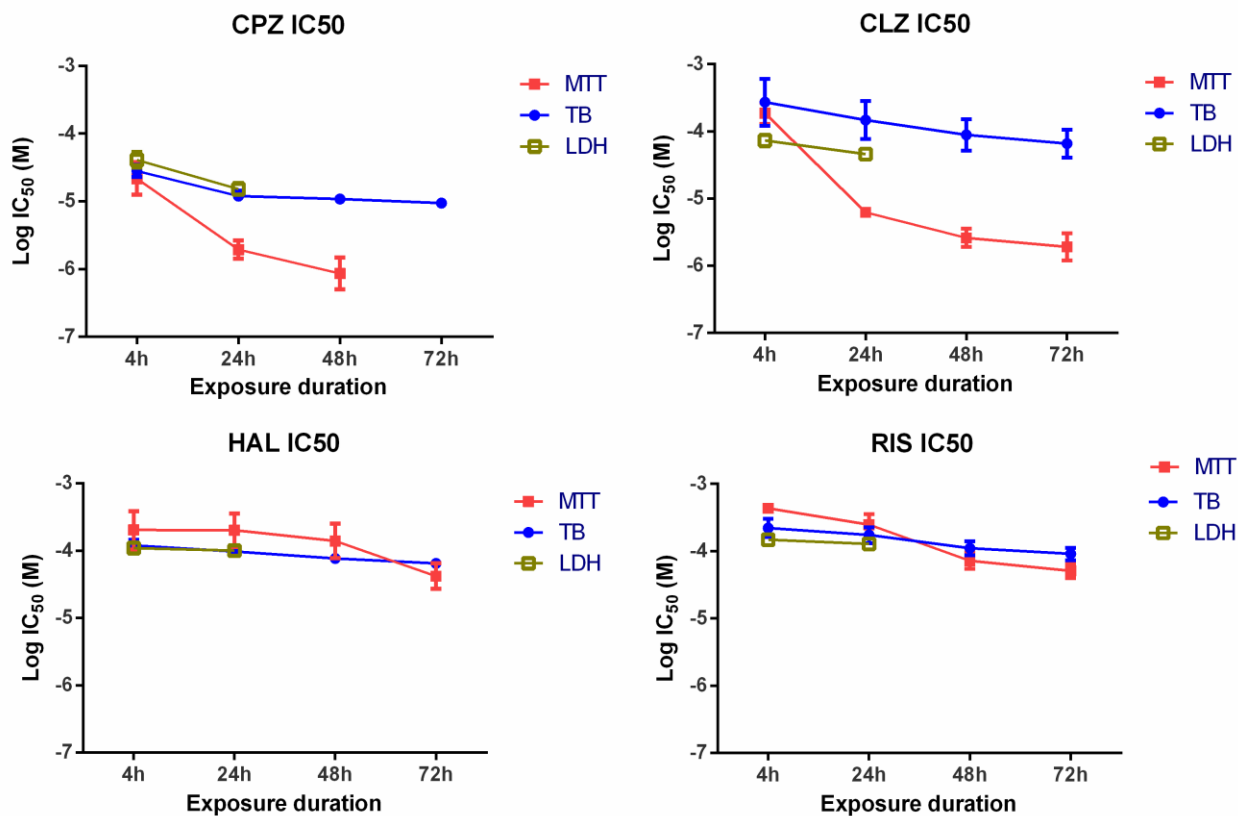 CPZ IC50
-3
-4
-5
-6
-7
Log IC50 (M)
4h 24h 48h 72h
Exposure duration
MTT
TB
LDH
CLZ IC50
-3
-4
-5
-6
-7
Log IC50 (M)
4h 24h 48h 72h
Exposure duration
MTT
TB
LDH
HAL IC50
-3
-4
-5
-6
-7
Log IC50 (M)
4h 24h 48h 72h
Exposure duration
MTT
TB
LDH
RIS IC50
-3
-4
-5
-6
-7
Log IC50 (M)
4h 24h 48h 72h
Exposure duration
MTT
TB
LDH